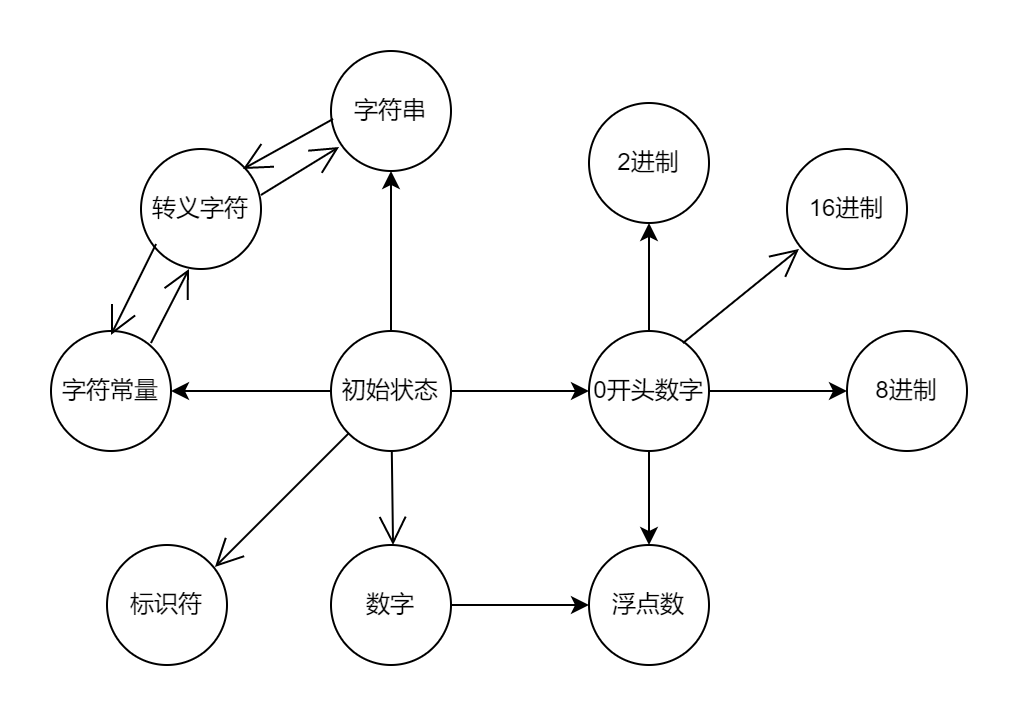 字符串
2进制
转义字符
16进制
字符常量
初始状态
0开头数字
8进制
标识符
数字
浮点数